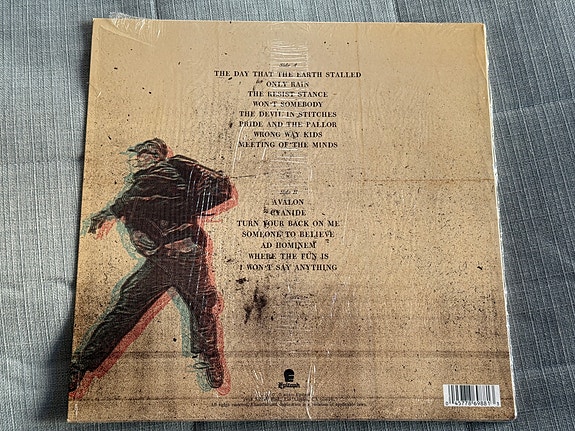 Side A
THE DAY THAT THE EARTH STALLED
ONLY RAIN
THE RESIST STANCE
WON'T SOMEBODY
THE DEVIL IN STITCHES
PRIDE AND THE PALLOR
WRONG WAY KIDS
MEETING OF THE MINDS
Side B
AVALON
CYANIDE
TURN YOUR BACK ON ME
SOMEONE TO BELIEVE
AD HOMINEM
WHERE THE FUN IS
I WON'T SAY ANYTHING
Epitaph